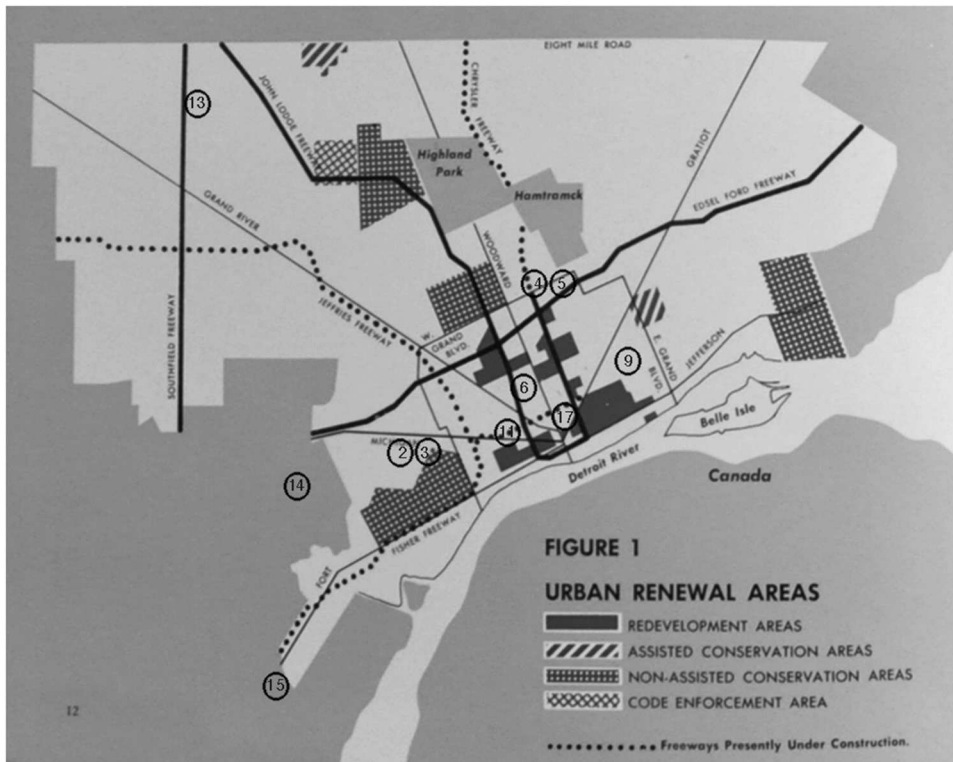 EIGHT MILE ROAD
13
JOHN LODGE FREEWAY
CHRYSLER FREEWAY
Highland
Park
GRATIOT
Hamtramck
EDSEL FORD FREEWAY
GRAND RIVER
WOODWARD
4
5
JEFFRIES FREEWAY
W.
GRAND
BLVD.
SOUTHFIELD FREEWAY
9
E. GRAND
BLVD.
JEFFERSON
6
17
Belle Isle
11
2
3
Detroit River
Canada
14
FISHER FREEWAY
FORT
15
12
FIGURE 1
URBAN RENEWAL AREAS
REDEVELOPMENT AREAS
ASSISTED CONSERVATION AREAS
NON-ASSISTED CONSERVATION AREAS
CODE ENFORCEMENT AREA
Freeways Presently Under Construction.